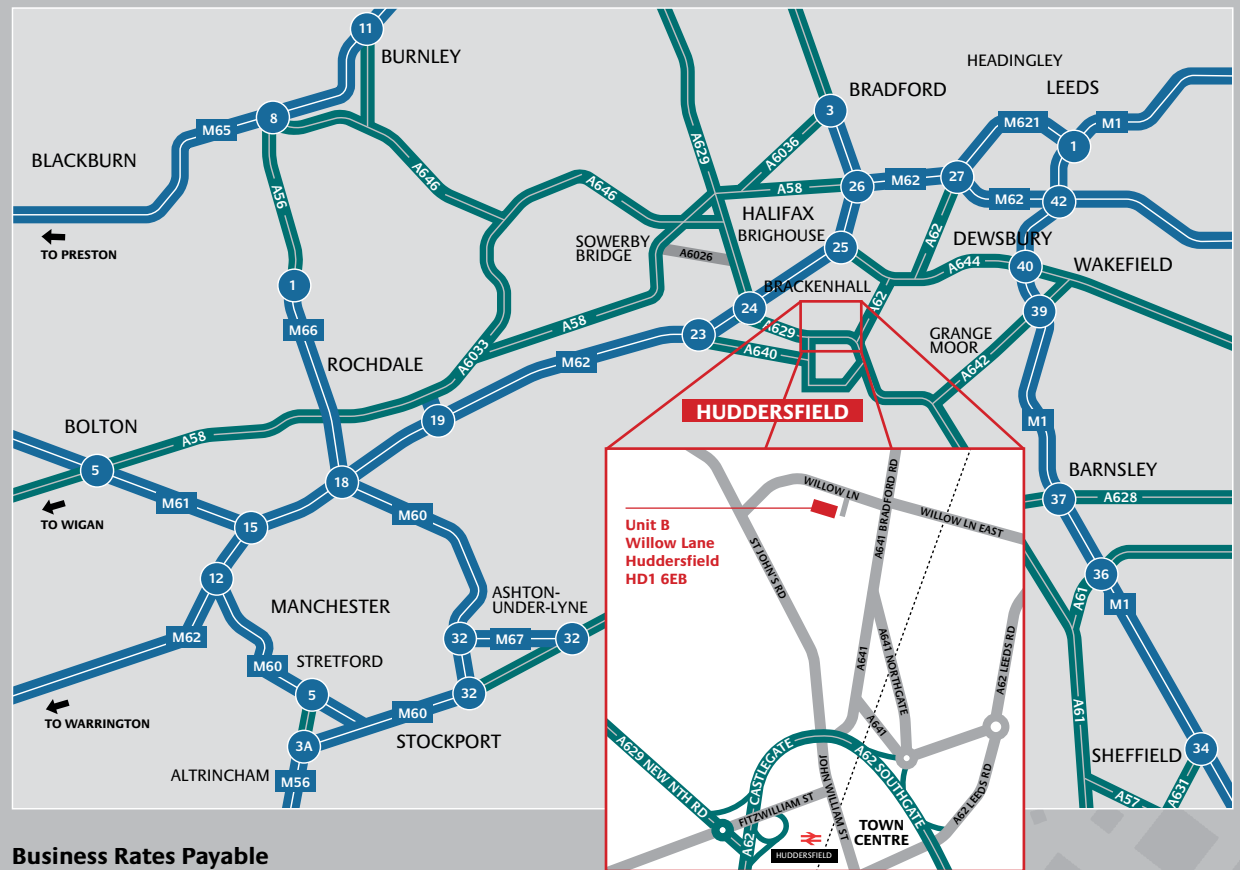 11
BURNLEY
HEADINGLEY
LEEDS
BRADFORD
3
8
M65
M621
M1
1
BLACKBURN
A629
A6036
A646
A646
A56
A58
26
M62
27
M62
42
HALIFAX
BRIGHOUSE
SOWERBY
BRIDGE
A6026
25
A62
DEWSBURY
A644
40
WAKEFIELD
TO PRESTON
1
M66
BRACKENHALL
24
A62
39
A58
23
A629
A640
GRANGE
MOOR
A642
ROCHDALE
A6033
M62
HUDDERSFIELD
M1
19
BOLTON
A58
5
18
BARNSLEY
37
A628
M61
TO WIGAN
15
M60
12
36
A61
M1
MANCHESTER
ASHTON-
UNDER-LYNE
M62
32
M67
32
M60
STRETFORD
5
32
M60
A61
TO WARRINGTON
3A
STOCKPORT
SHEFFIELD
34
ALTRINCHAM
M56
A57
A631
WILLOW LN
A641 BRADFORD RD
WILLOW LN EAST
Unit B
Willow Lane
Huddersfield
HD1 6EB
ST JOHN'S RD
A641
A641 NORTHGATE
A62 LEEDS RD
A641
A629 NEW NTH RD
CASTLEGATE
A62
A62 SOUTHGATE
JOHN WILLIAM ST
FITZWILLIAM ST
A62 LEEDS RD
TOWN
CENTRE
HUDDERSFIELD
Business Rates Payable